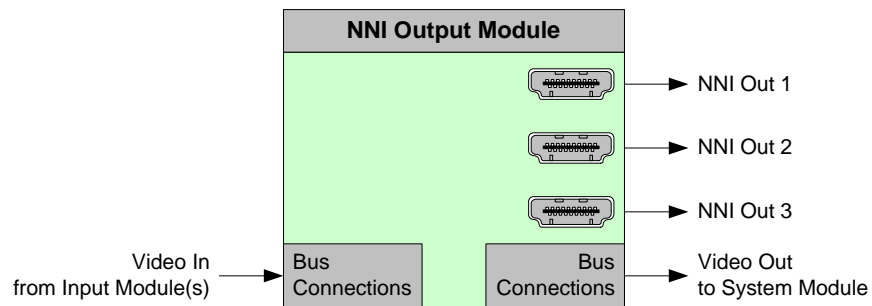 NNI Output Module
NNI Out 1
NNI Out 2
NNI Out 3
Video In
from Input Module(s)
Bus
Connections
Bus
Connections
Video Out
to System Module